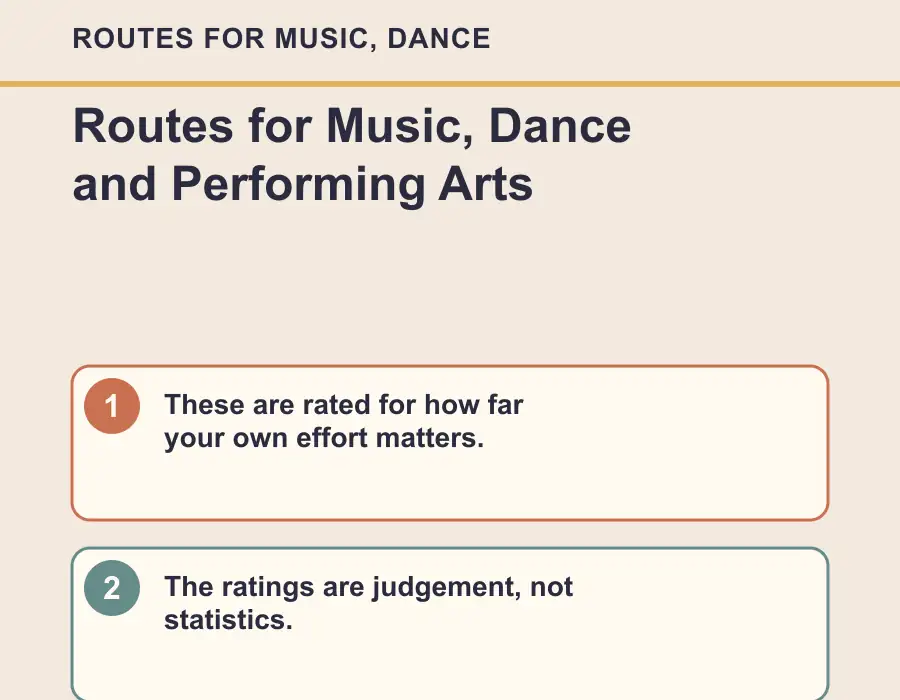 ROUTES FOR MUSIC, DANCE
Routes for Music, Dance
and Performing Arts
1
These are rated for how far
your own effort matters.
2
The ratings are judgement, not
statistics.